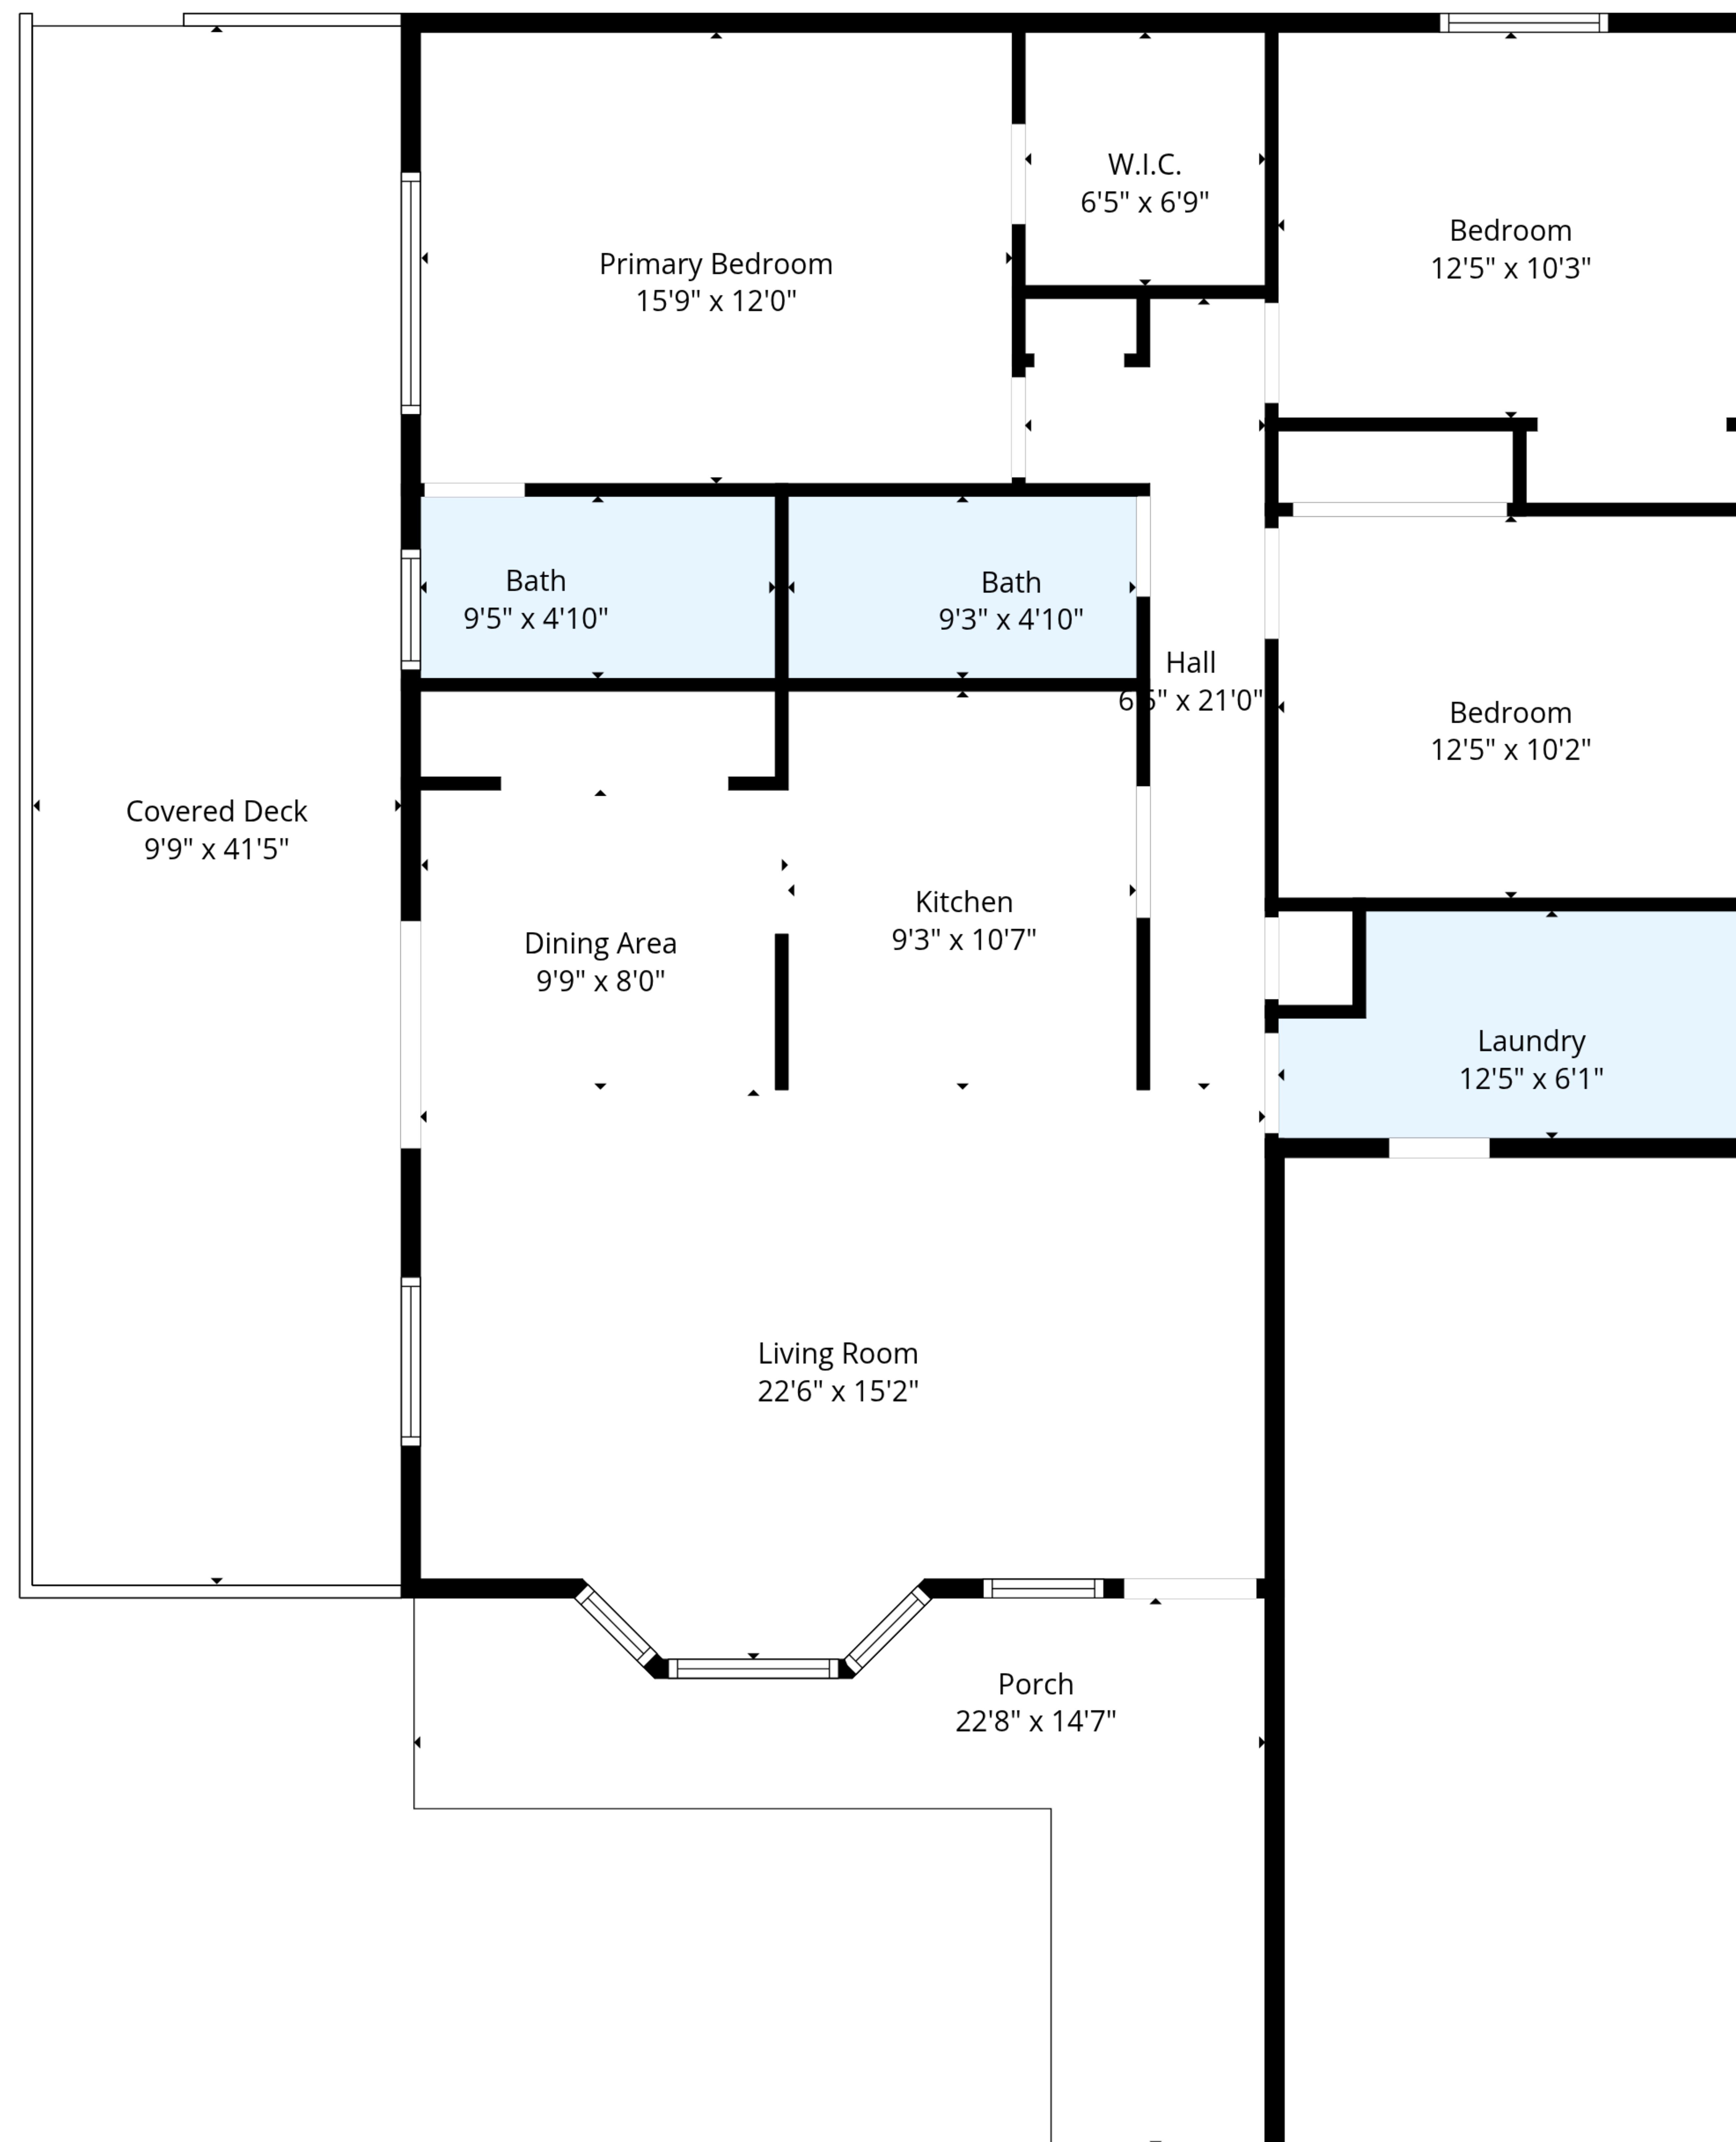 W.I.C.
6'5" x 6'9"
Bedroom
12'5" x 10'3"
Primary Bedroom
15'9" x 12'0"
Bath
9'5" x 4'10"
Bath
9'3" x 4'10"
Hall
6'5" x 21'0"
Bedroom
12'5" x 10'2"
Covered Deck
9'9" x 41'5"
Kitchen
9'3" x 10'7"
Dining Area
9'9" x 8'0"
Laundry
12'5" x 6'1"
Living Room
22'6" x 15'2"
Porch
22'8" x 14'7"